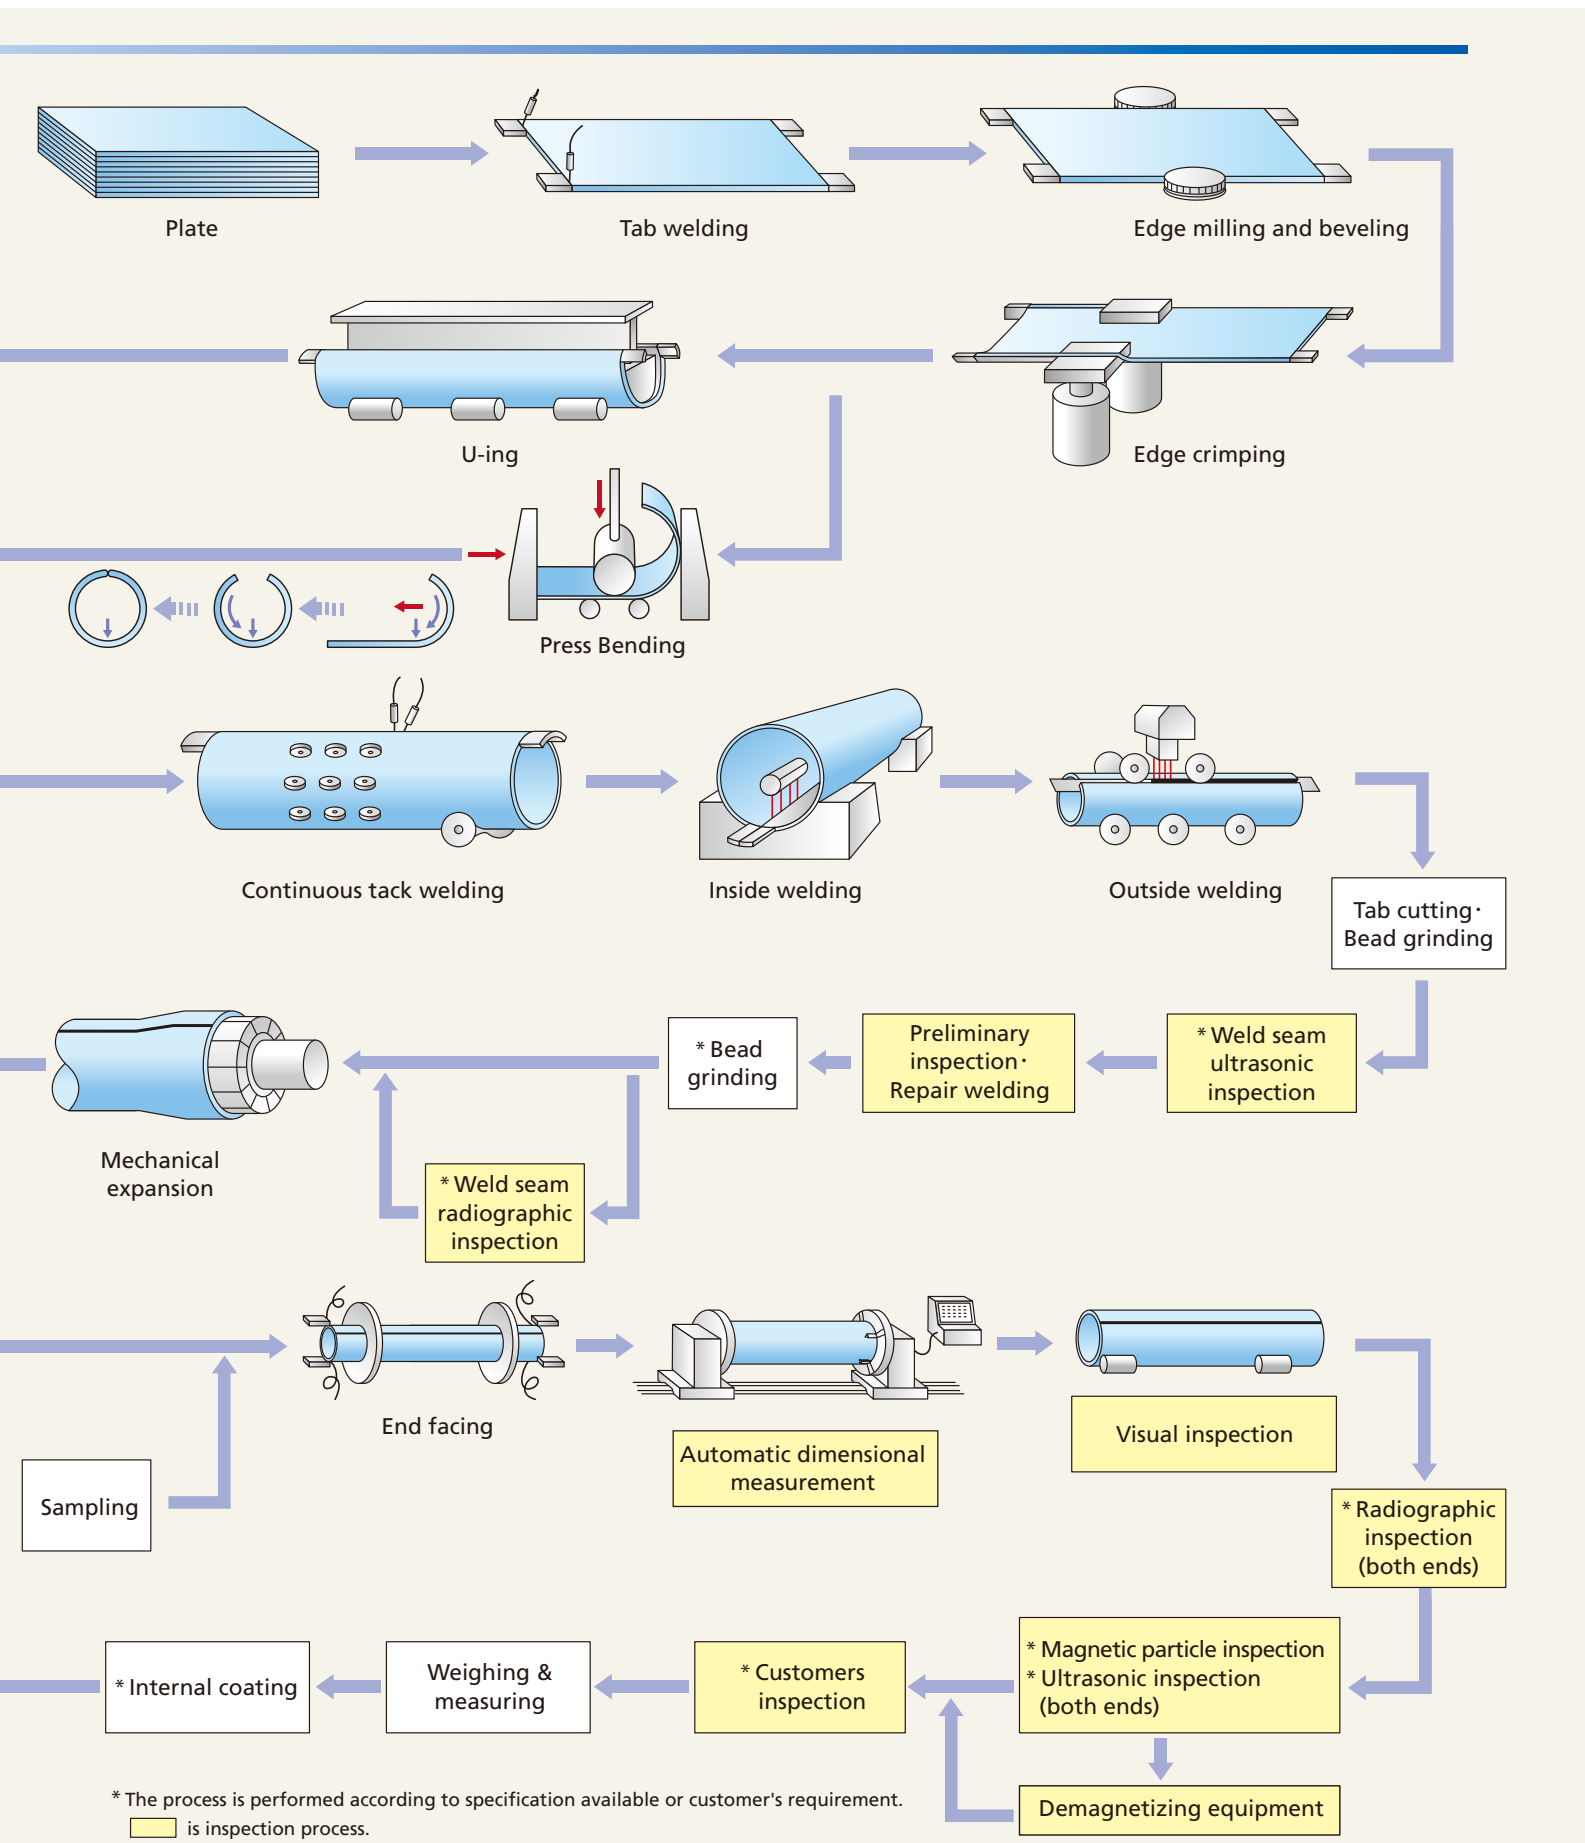 Plate
Tab welding
Edge milling and beveling
U-ing
Edge crimping
Press Bending
Continuous tack welding
Inside welding
Outside welding
Tab cutting・
Bead grinding
* Weld seam
ultrasonic
inspection
Preliminary
inspection・
Repair welding
* Bead
grinding
Mechanical
expansion
* Weld seam
radiographic
inspection
End facing
Automatic dimensional
measurement
Visual inspection
Sampling
* Radiographic
inspection
(both ends)
* Magnetic particle inspection
* Ultrasonic inspection
(both ends)
* Customers
inspection
Weighing &
measuring
* Internal coating
Demagnetizing equipment
* The process is performed according to specification available or customer's requirement.
is inspection process.